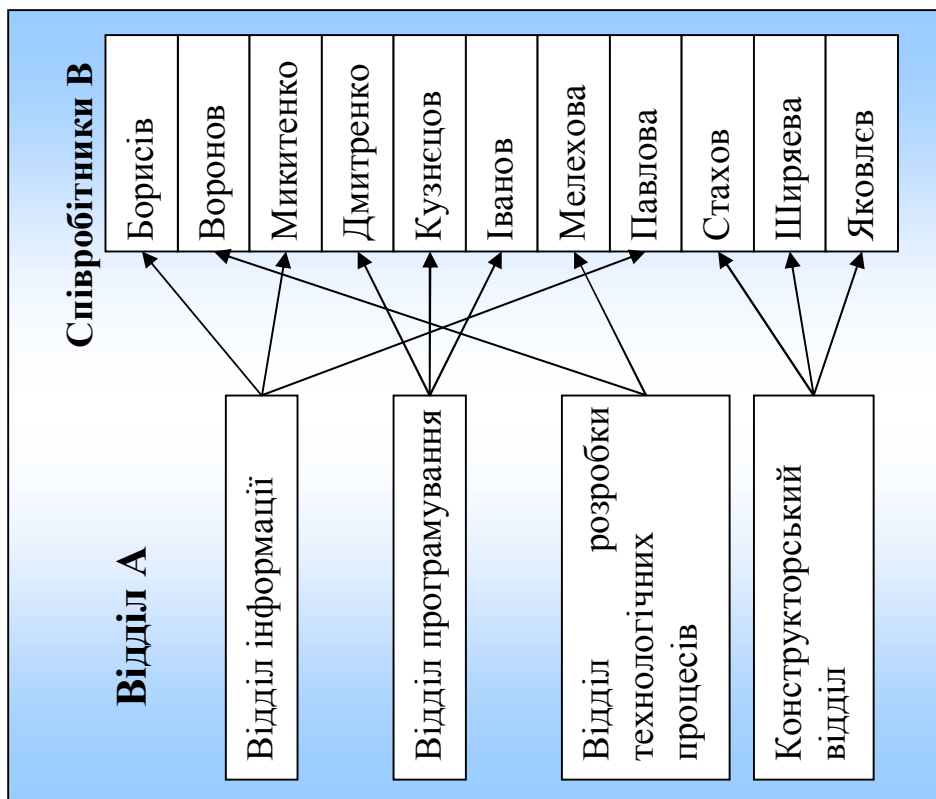 Відділ А
Співробітники В
Відділ інформації
Відділ програмування
Відділ розробки
технологічних
процесів
Конструкторський
відділ
Борисів
Воронов
Микитенко
Дмитренко
Кузнєцов
Іванов
Мелехова
Павлова
Стахов
Ширяева
Яковлєв